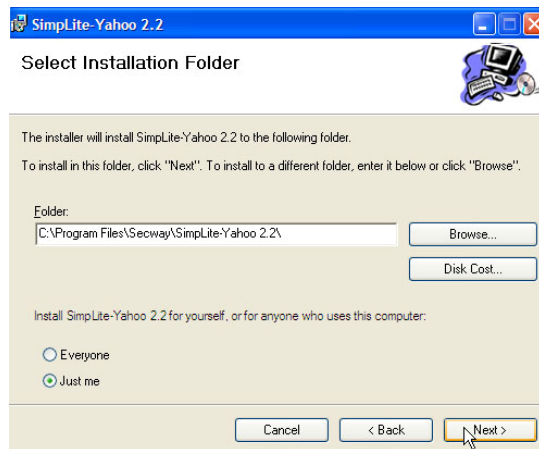 SimpLite-Yahoo 2.2
Select Installation Folder
The installer will install SimpLite-Yahoo 2.2 to the following folder.
To install in this folder, click "Next". To install to a different folder, enter it below or click "Browse".
Folder:
C:\Program Files\Secway\SimpLite-Yahoo 2.2\
Browse...
Disk Cost...
Install SimpLite-Yahoo 2.2 for yourself, or for anyone who uses this computer:
Everyone
Just me
Cancel
< Back
Next >